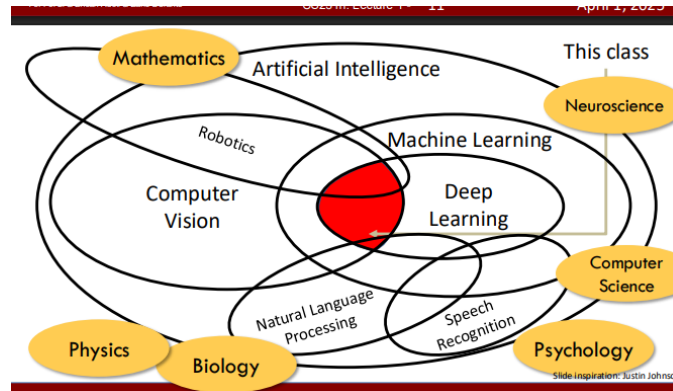 April 1, 2025
11
This class
Mathematics
Artificial Intelligence
Neuroscience
Robotics
Machine Learning
Computer
Vision
Deep
Learning
Computer
Science
Natural Language
Processing
Speech
Recognition
Physics
Biology
Psychology
Slide inspiration: Justin Johnso